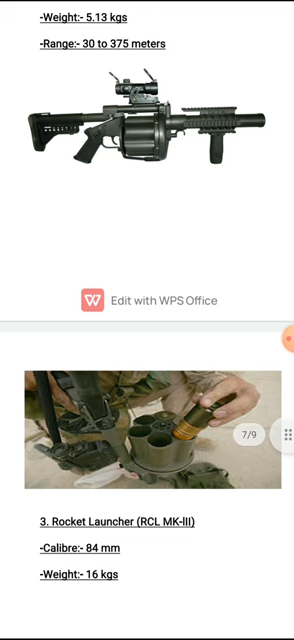 -Weight:- 5.13 kgs
-Range:- 30 to 375 meters
Edit with WPS Office
7/9
3. Rocket Launcher (RCL MK-III)
-Calibre:- 84 mm
-Weight:- 16 kgs